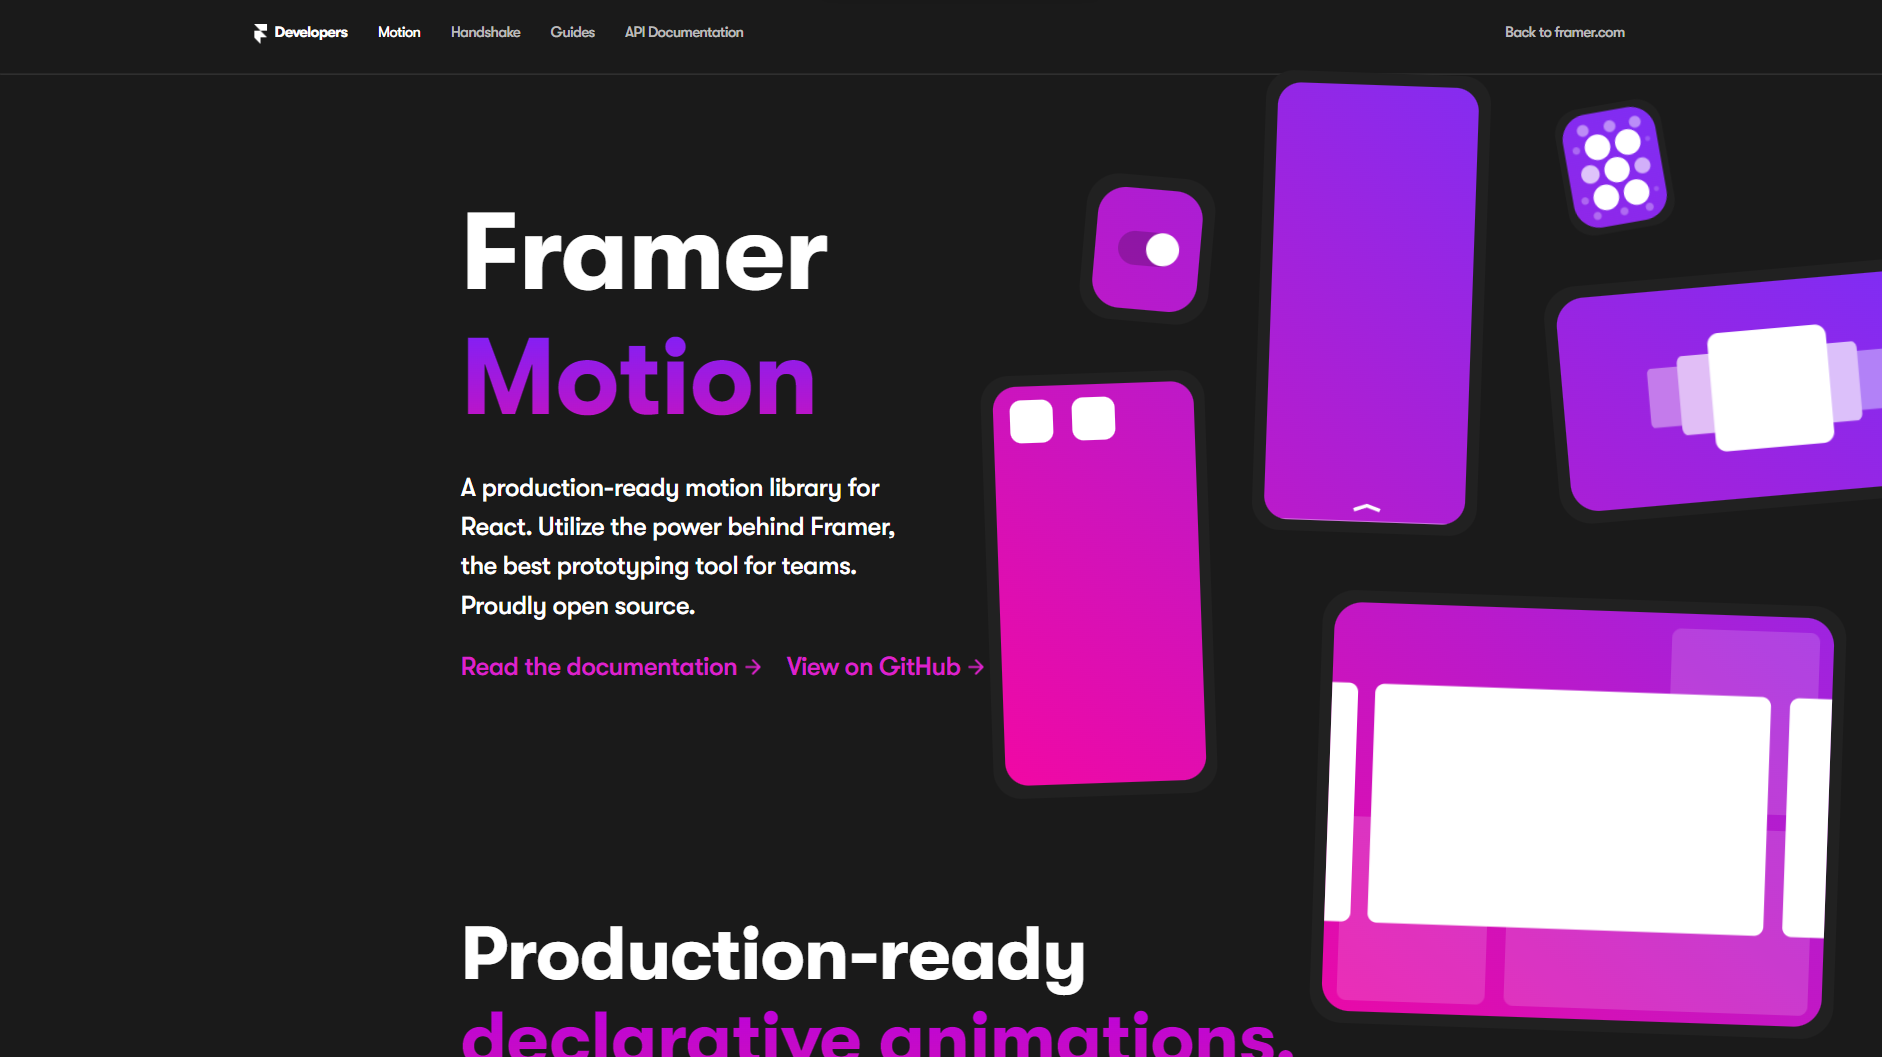 Developers Motion Handshake Guides API Documentation Back to framer.com
Framer
Motion
A production-ready motion library for
React. Utilize the power behind Framer,
the best prototyping tool for teams.
Proudly open source.
Read the documentation → View on GitHub →
Production-ready
declarative animations.